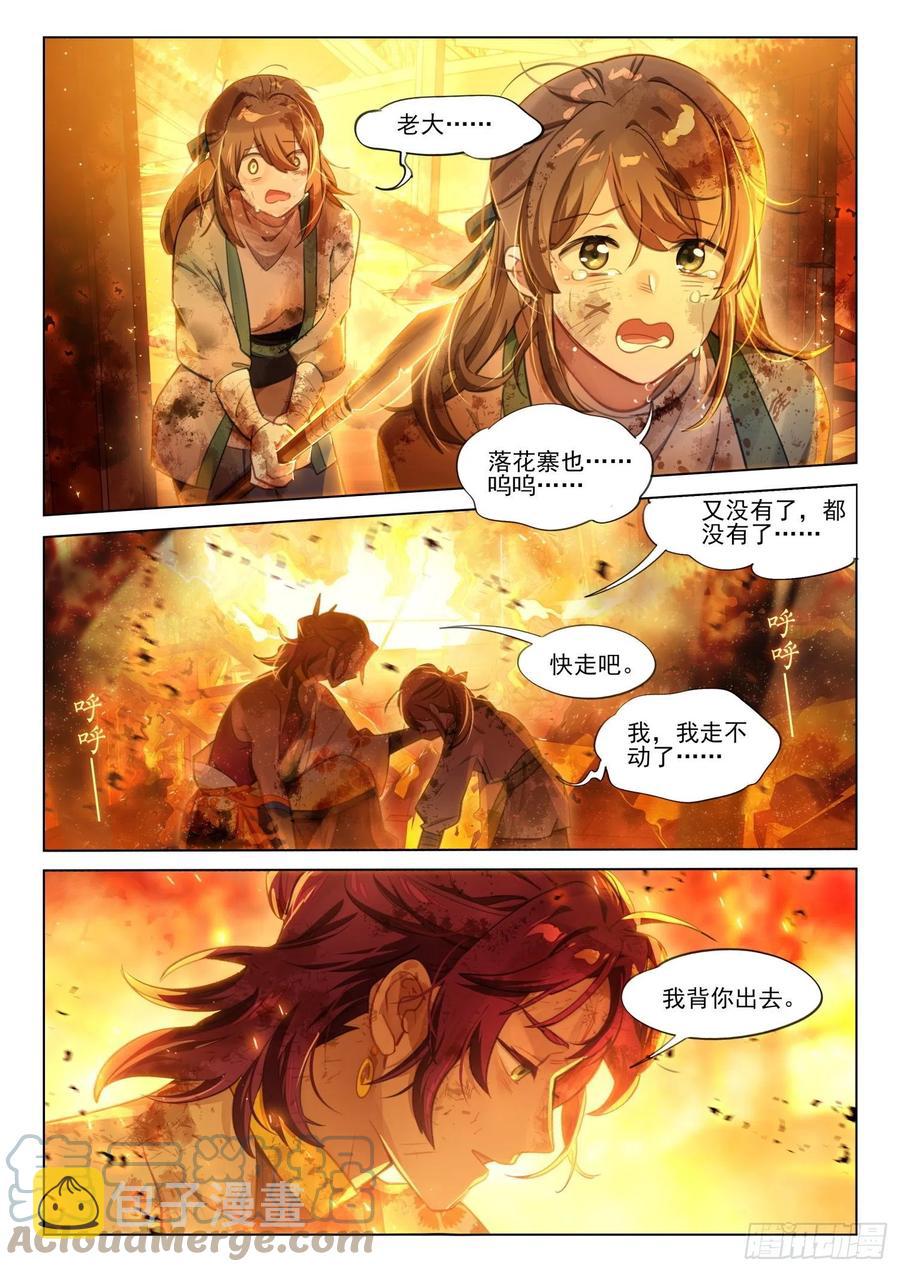 老大……
落花寨也……
呜呜……
又没有了，都
没有了……
呼
呼
——
快走吧。
呼
呼
——
我，我走不
动了……
我背你出去。
包子漫畫
AcloudMerge.com
腾讯动漫